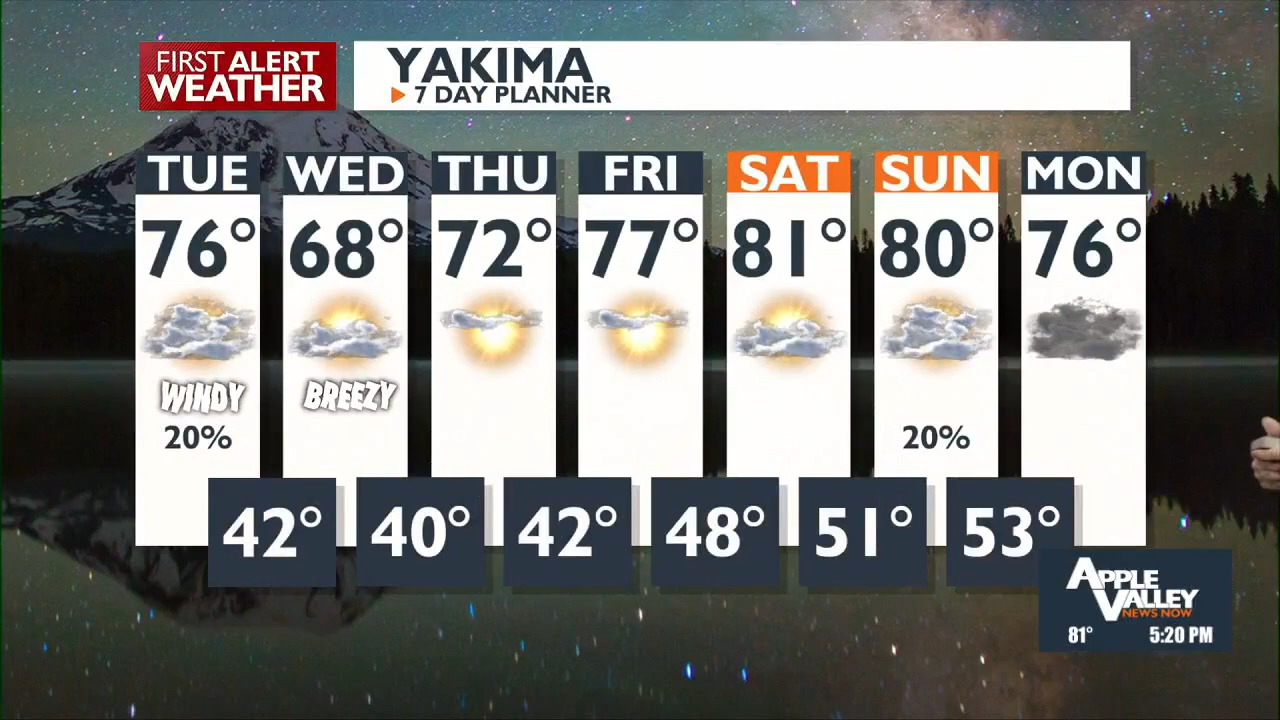 FIRST ALERT
WEATHER
YAKIMA
7 DAY PLANNER
TUE WED THU FRI SAT SUN MON
76° 68° 72° 77° 81° 80° 76°
WINDY BREEZY
20% 20%
42° 40° 42° 48° 51° 53°
APPLE
VALLEY
NEWS NOW
81° 5:20 PM